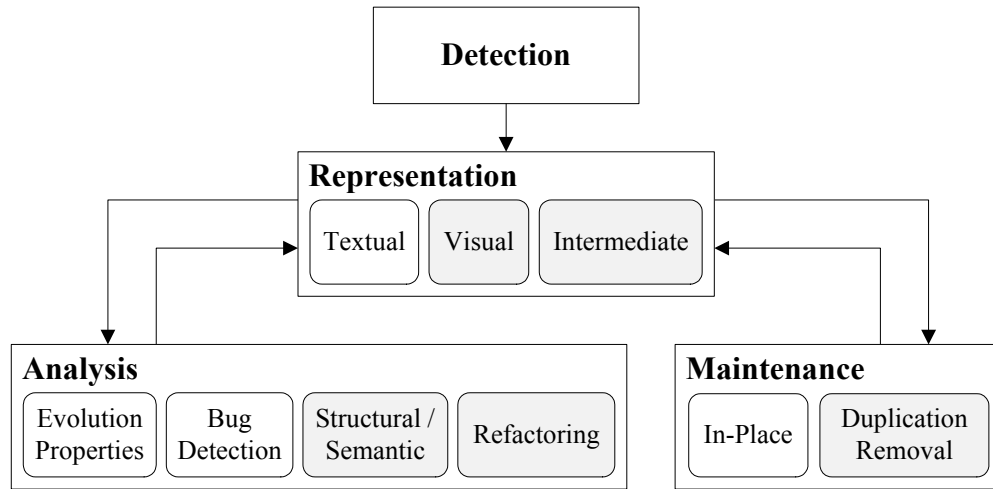 Detection
Representation
Textual
Visual
Intermediate
Analysis
Evolution
Properties
Bug
Detection
Structural /
Semantic
Refactoring
Maintenance
In-Place
Duplication
Removal